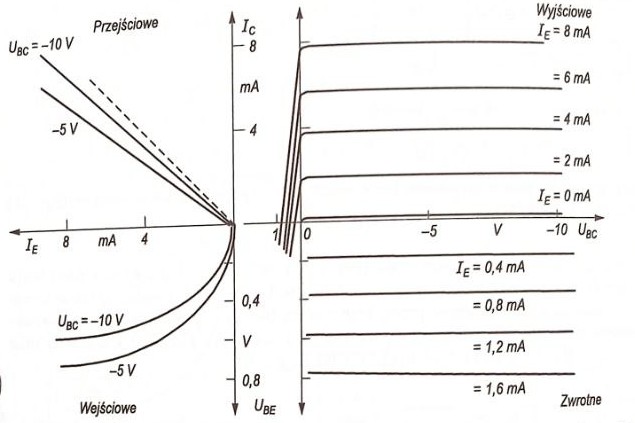 Przejściowe
I_C
Wyjściowe
U_BC = −10 V
8
I_E = 8 mA
mA
= 6 mA
−5 V
4
= 4 mA
= 2 mA
I_E = 0 mA
I_E 8 mA 4
1 0 −5 V −10 U_BC
I_E = 0,4 mA
0,4
= 0,8 mA
U_BC = −10 V
V
= 1,2 mA
−5 V
0,8
= 1,6 mA
Wejściowe
U_BE
Zwrotne